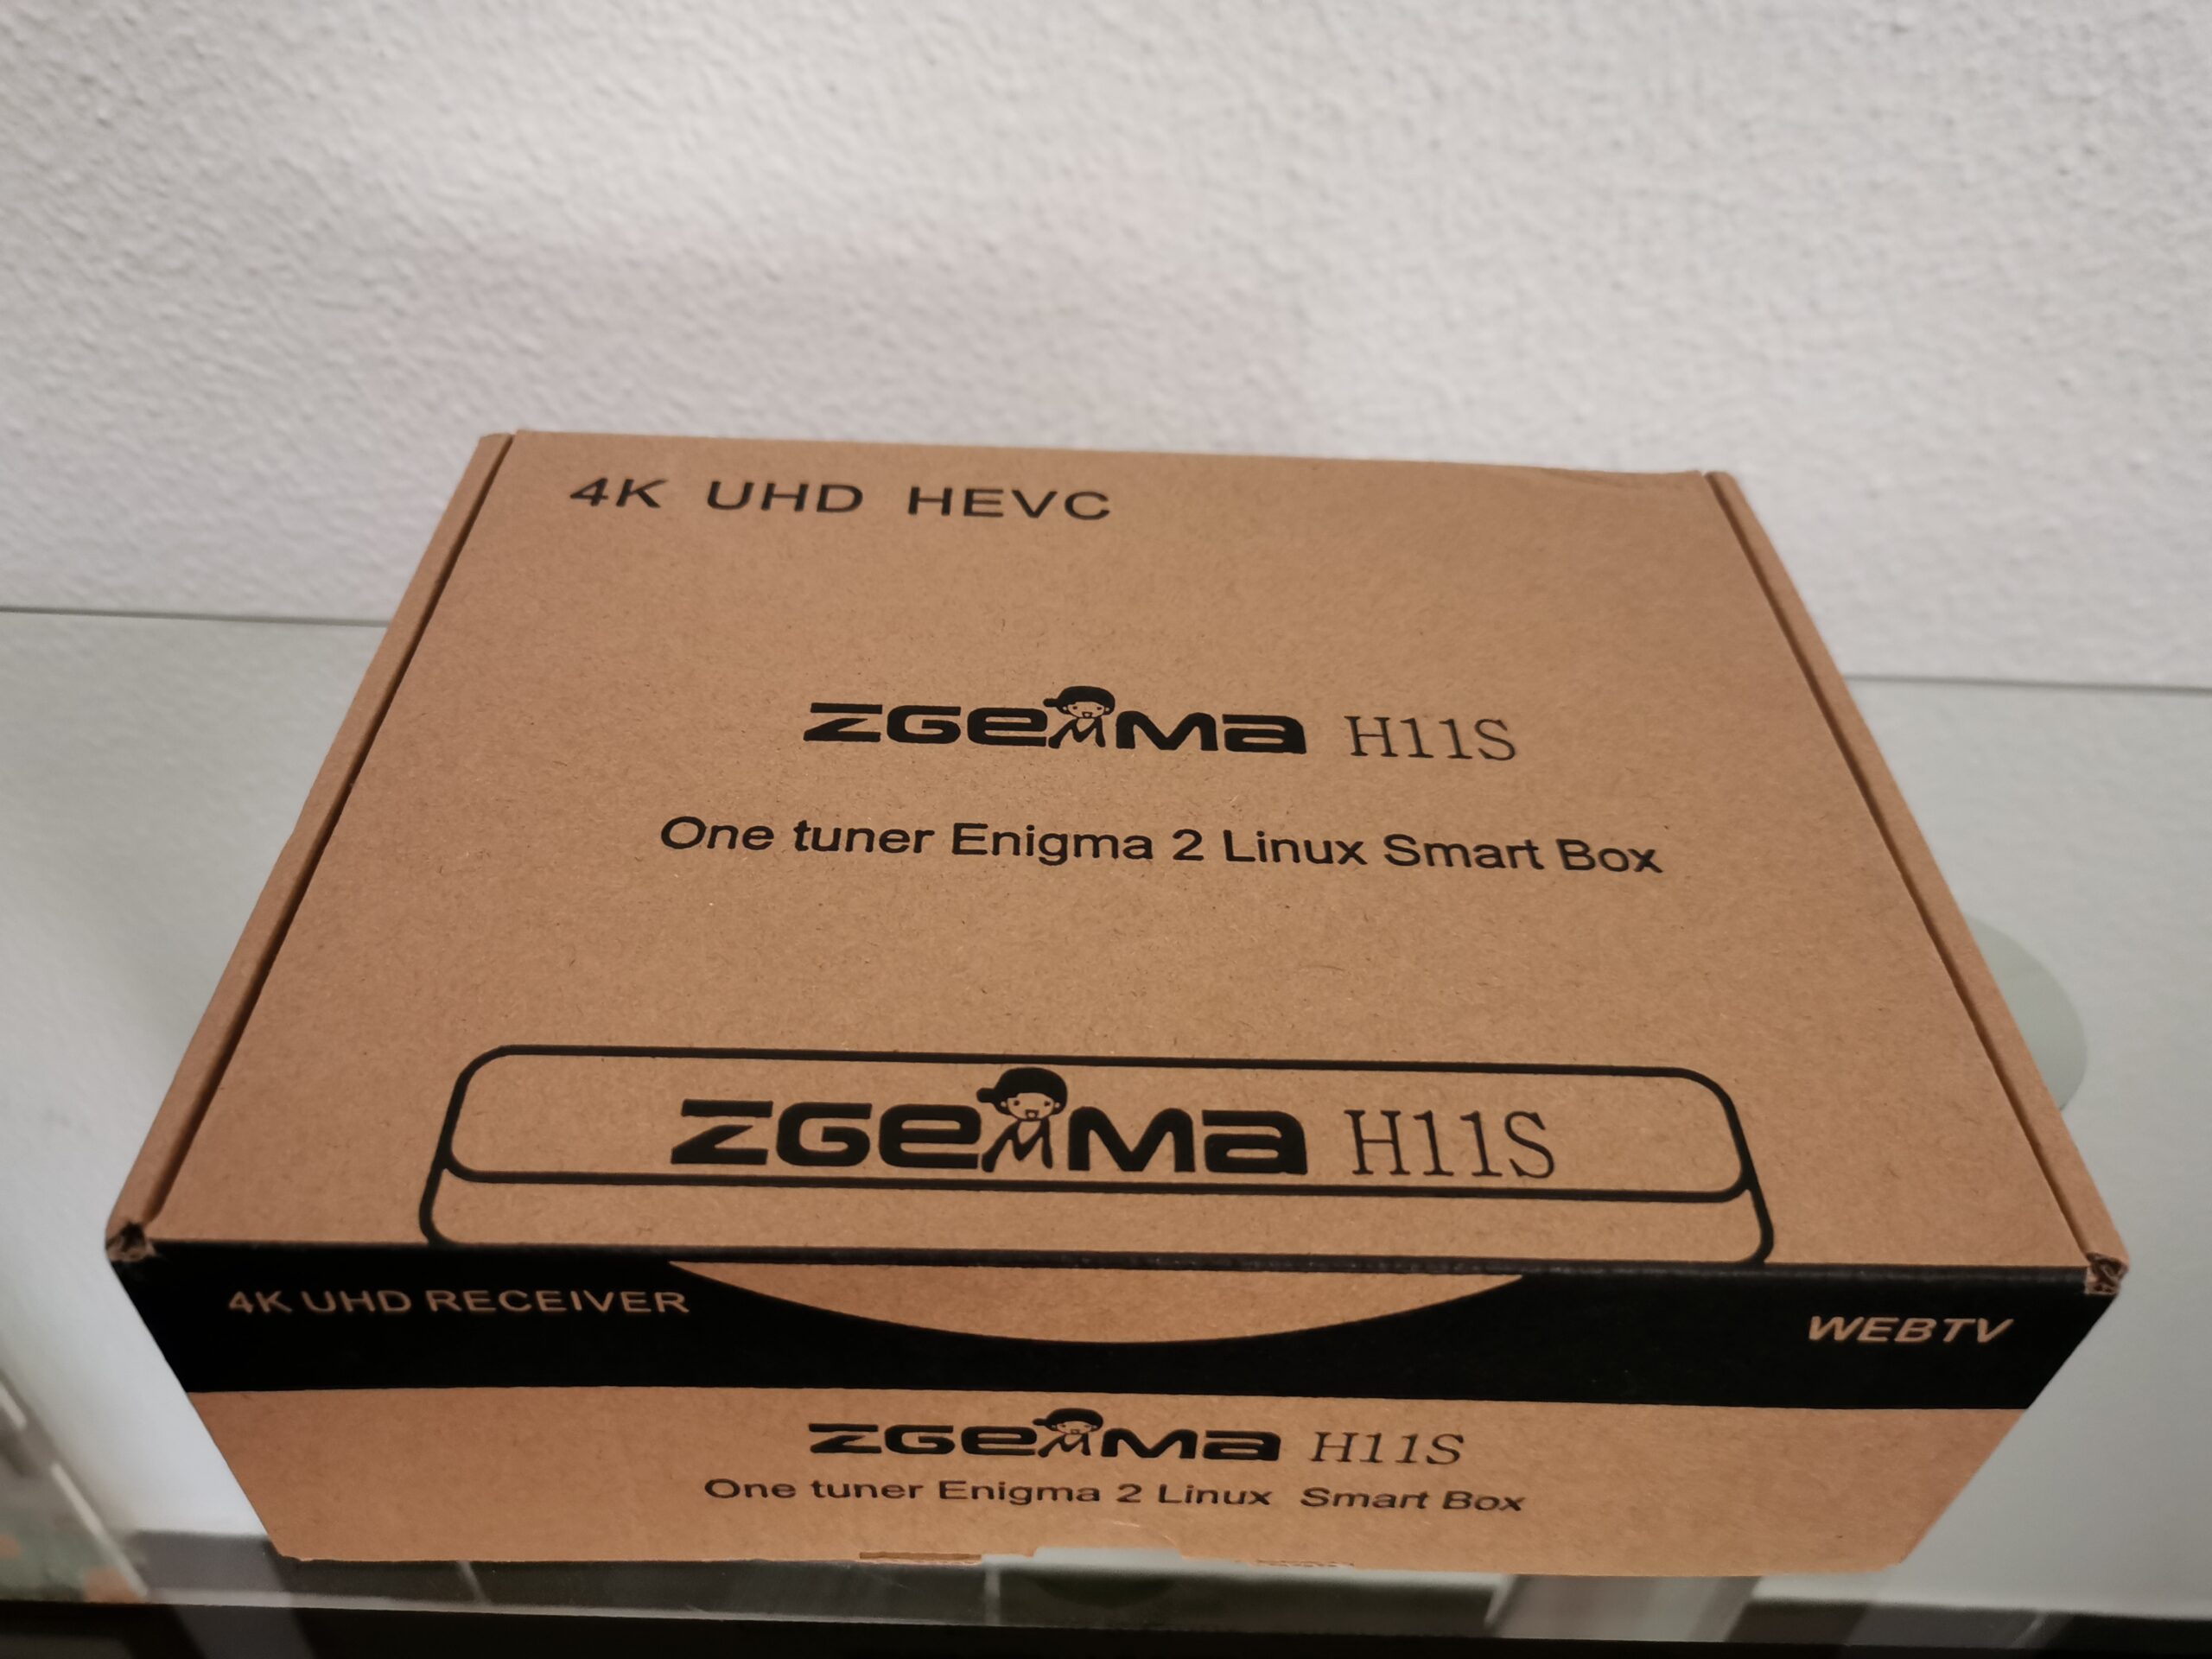 4K UHD HEVC
ZGEMMA H11S
One tuner Enigma 2 Linux Smart Box
ZGEMMA H11S
4K UHD RECEIVER
WEBTV
ZGEMMA H11S
One tuner Enigma 2 Linux Smart Box